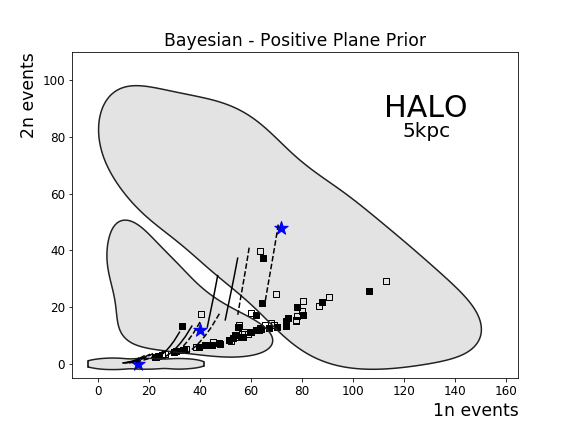 Bayesian - Positive Plane Prior
2n events
HALO
5kpc
100
80
60
40
20
0
0 20 40 60 80 100 120 140 160
1n events